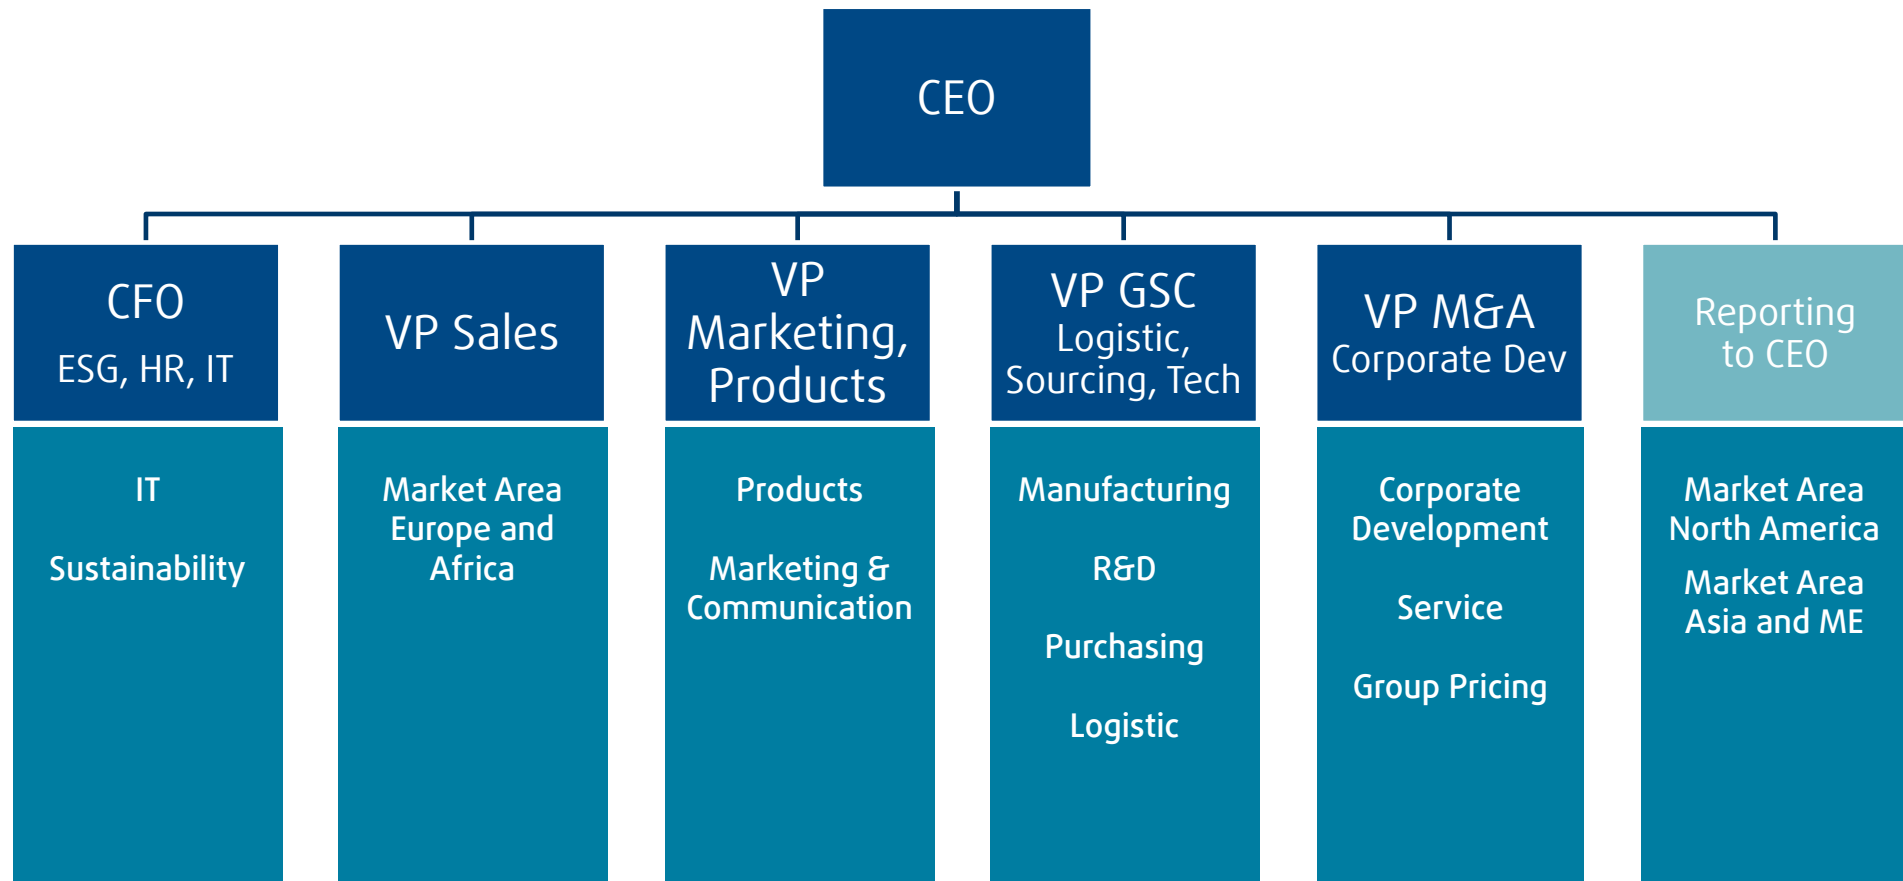 CEO
CFO
ESG, HR, IT
VP Sales
VP
Marketing,
Products
VP GSC
Logistic,
Sourcing, Tech
VP M&A
Corporate Dev
Reporting
to CEO
IT
Sustainability
Market Area
Europe and
Africa
Products
Marketing &
Communication
Manufacturing
R&D
Purchasing
Logistic
Corporate
Development
Service
Group Pricing
Market Area
North America
Market Area
Asia and ME